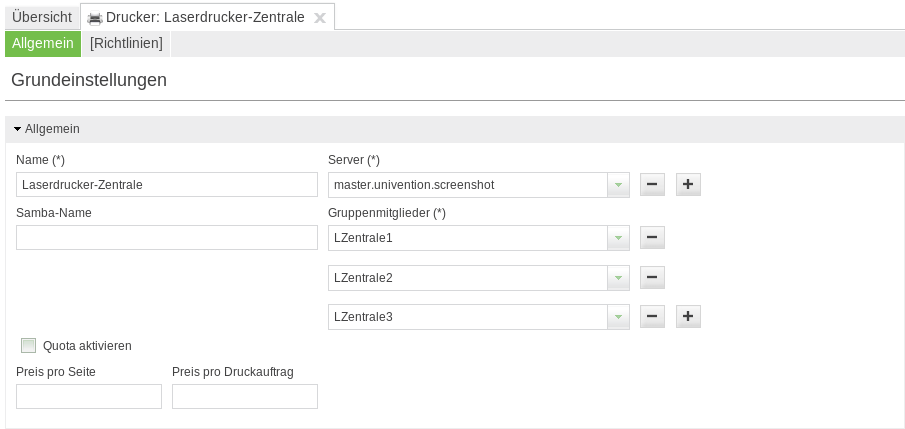 Übersicht Drucker: Laserdrucker-Zentrale
Allgemein [Richtlinien]
Grundeinstellungen
Allgemein
Name (*) Server (*)
Laserdrucker-Zentrale master.univention.screenshot
Samba-Name Gruppenmitglieder (*)
LZentrale1
LZentrale2
LZentrale3
Quota aktivieren
Preis pro Seite Preis pro Druckauftrag